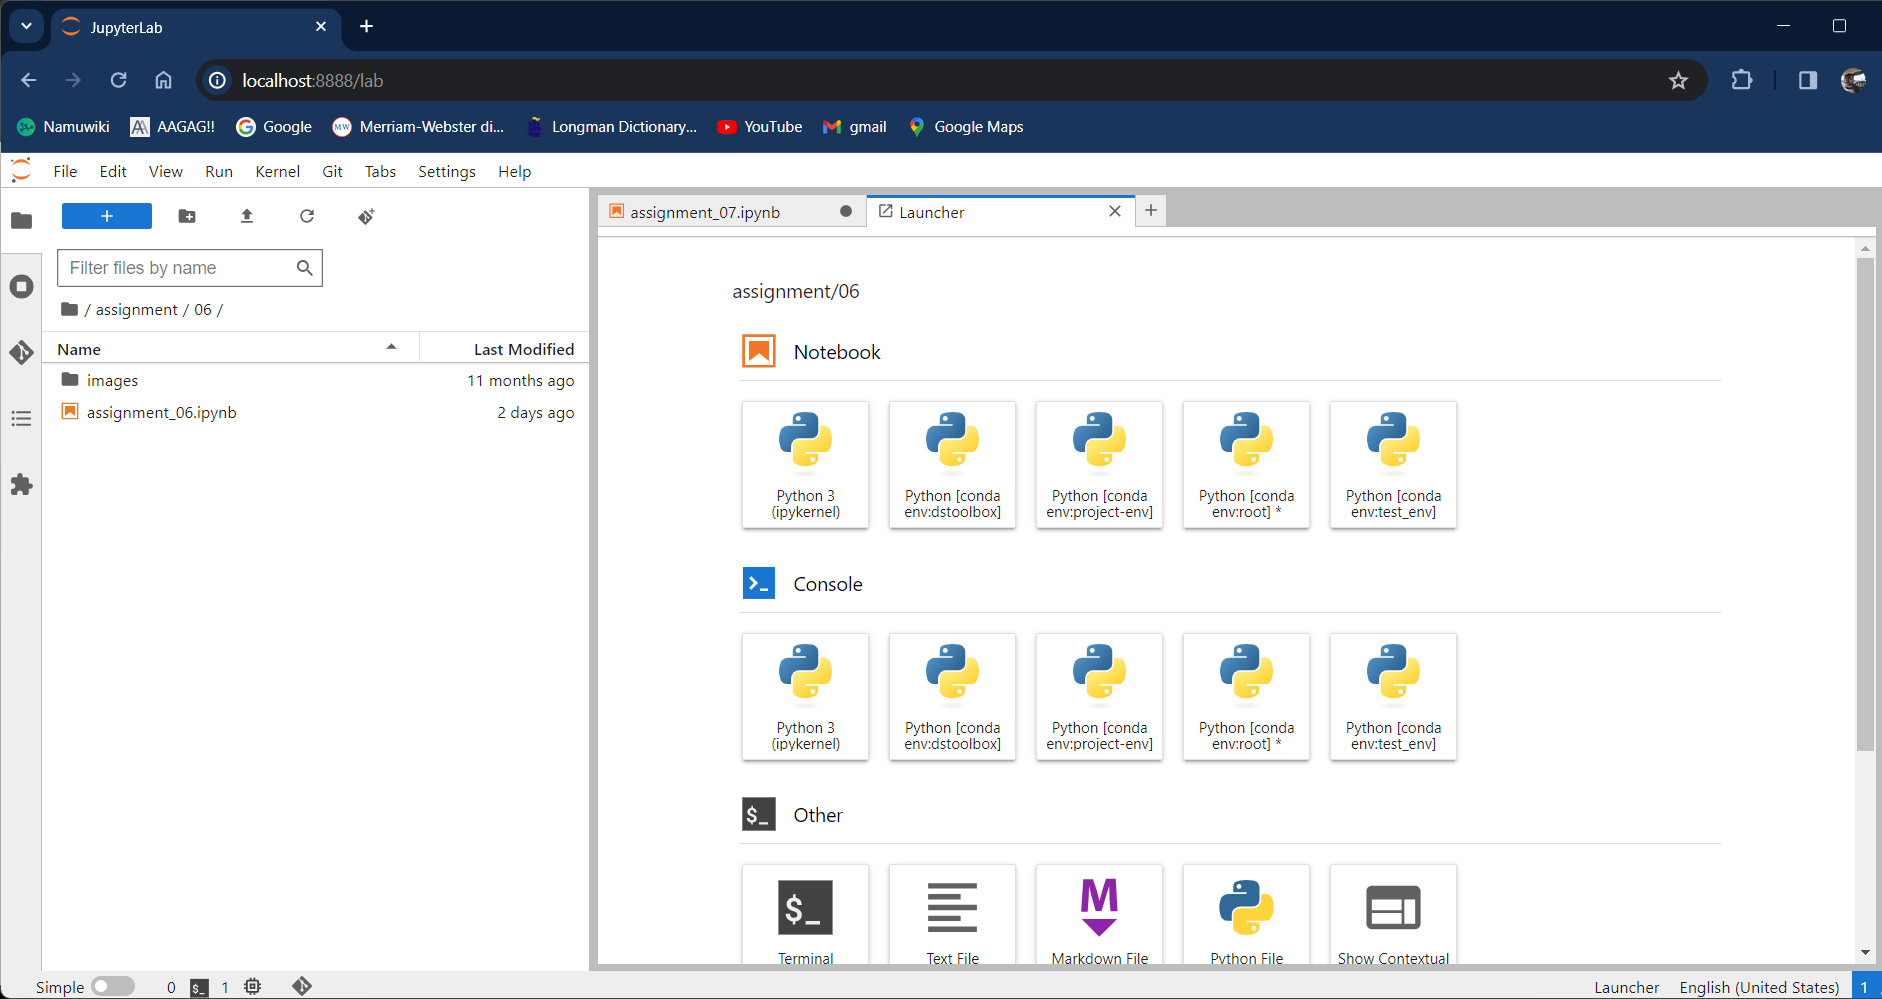 JupyterLab
localhost:8888/lab
Namuwiki AAGAG!! Google Merriam-Webster di... Longman Dictionary... YouTube gmail Google Maps
File Edit View Run Kernel Git Tabs Settings Help
assignment_07.ipynb Launcher
Filter files by name
/ assignment / 06 /
Name Last Modified
images 11 months ago
assignment_06.ipynb 2 days ago
assignment/06
Notebook
Python 3
(ipykernel)
Python [conda
env:dstoolbox]
Python [conda
env:project-env]
Python [conda
env:root] *
Python [conda
env:test_env]
Console
Python 3
(ipykernel)
Python [conda
env:dstoolbox]
Python [conda
env:project-env]
Python [conda
env:root] *
Python [conda
env:test_env]
$_ Other
$_
Terminal
Text File
M
Markdown File
Python File
Show Contextual
Simple 0 $_ 1 Launcher English (United States) 1